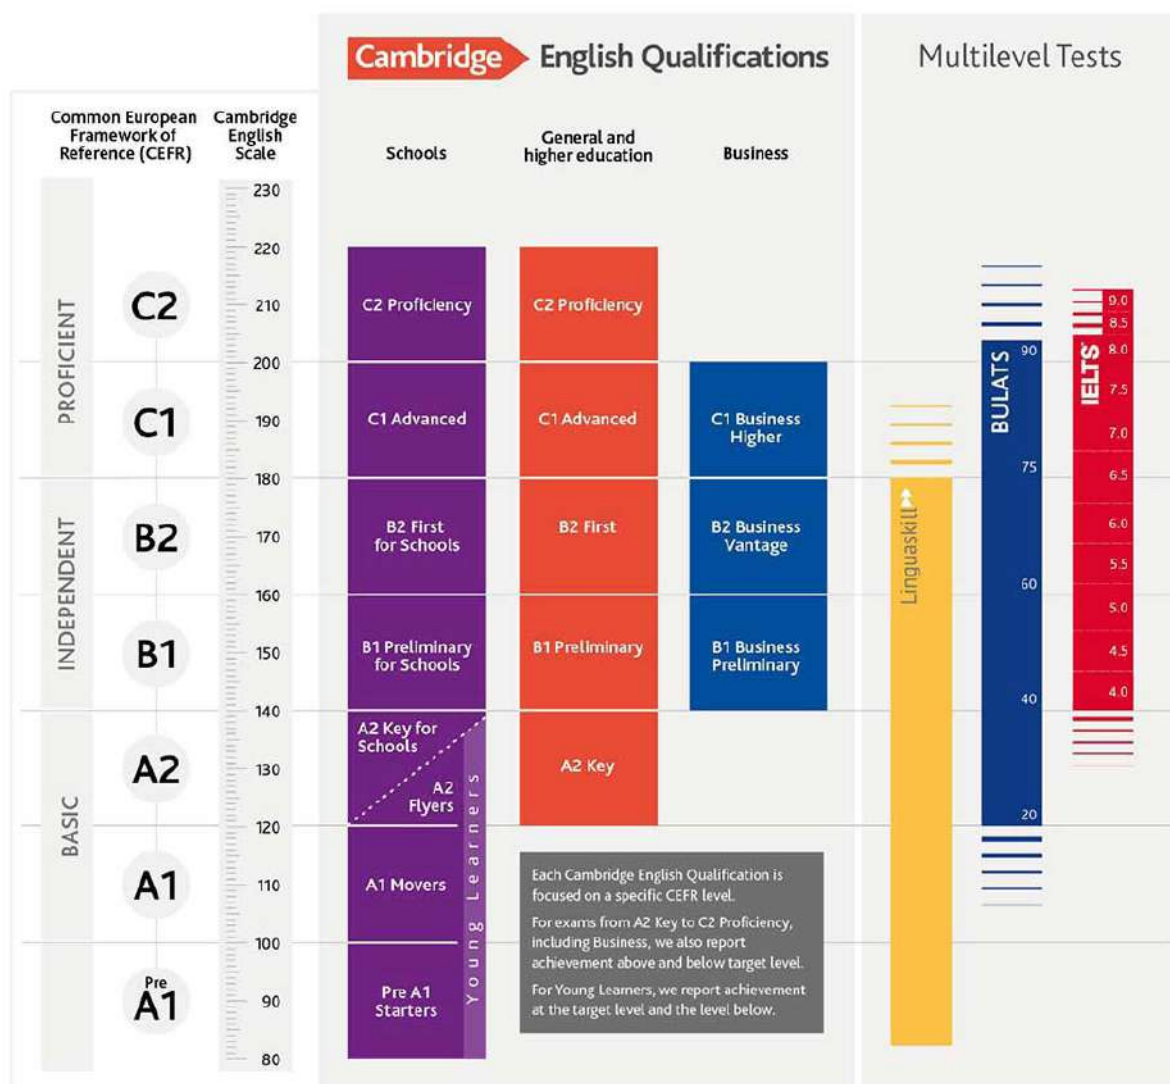 Cambridge English Qualifications
Multilevel Tests
Common European
Framework of
Reference (CEFR)
Cambridge
English
Scale
Schools
General and
higher education
Business
PROFICIENT
INDEPENDENT
BASIC
C2
C1
B2
B1
A2
A1
Pre
A1
230
220
210
200
190
180
170
160
150
140
130
120
110
100
90
80
C2 Proficiency
C1 Advanced
B2 First
for Schools
B1 Preliminary
for Schools
A2 Key for
Schools
A2
Flyers
A1 Movers
Pre A1
Starters
Young Learners
C2 Proficiency
C1 Advanced
B2 First
B1 Preliminary
A2 Key
C1 Business
Higher
B2 Business
Vantage
B1 Business
Preliminary
Each Cambridge English Qualification is
focused on a specific CEFR level.
For exams from A2 Key to C2 Proficiency,
including Business, we also report
achievement above and below target level.
For Young Learners, we report achievement
at the target level and the level below.
Linguaskill
BULATS
90
75
60
40
20
IELTS
9.0
8.5
8.0
7.5
7.0
6.5
6.0
5.5
5.0
4.5
4.0